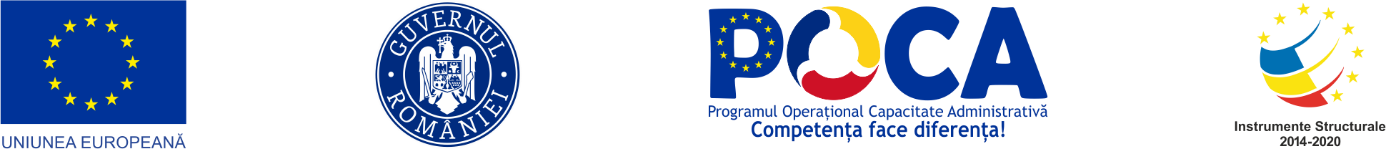 UNIUNEA EUROPEANĂ
GUVERNUL ROMÂNIEI
POCA
Programul Operațional Capacitate Administrativă
Competența face diferența!
Instrumente Structurale
2014-2020